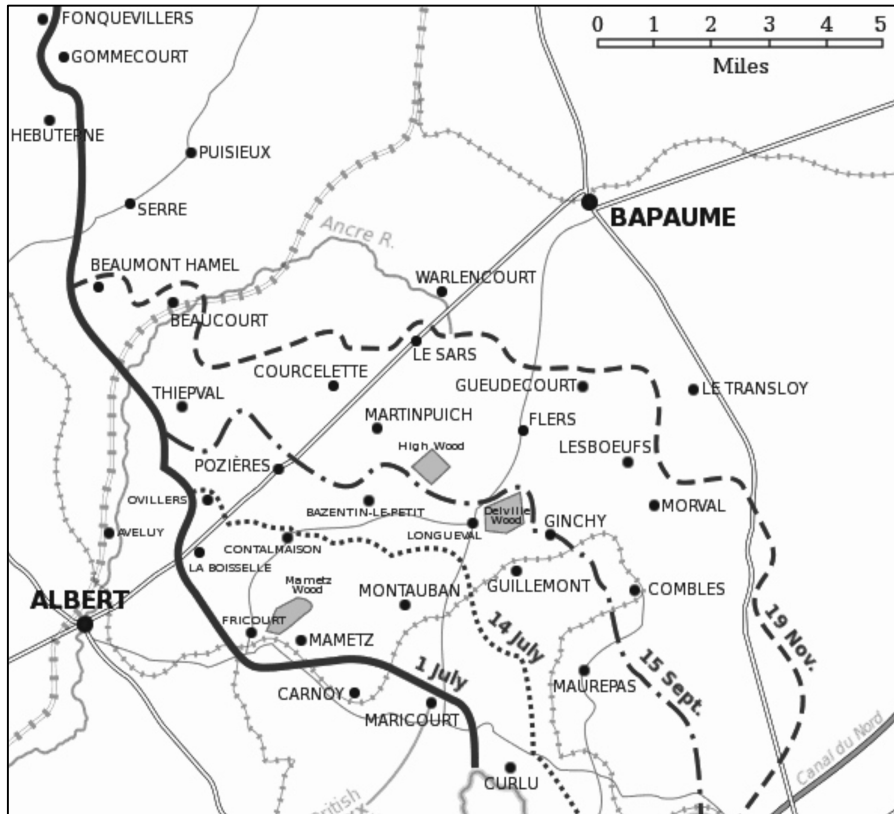 FONQUEVILLERS
0 1 2 3 4 5
Miles
GOMMECOURT
HEBUTERNE
PUISIEUX
SERRE
BAPAUME
Ancre R.
BEAUMONT HAMEL
WARLENCOURT
BEAUCOURT
LE SARS
COURCELETTE
GUEUDECOURT
LE TRANSLOY
THIEPVAL
MARTINPUICH
FLERS
High Wood
LESBOEUFS
POZIÈRES
OVILLERS
BAZENTIN-LE-PETIT
Delville
Wood
MORVAL
AVELUY
CONTALMAISON
LONGUEVAL
GINCHY
LA BOISSELLE
Mametz
Wood
MONTAUBAN
GUILLEMONT
COMBLES
ALBERT
FRICOURT
MAMETZ
14 July
19 Nov.
1 July
15 Sept.
MAUREPAS
CARNOY
MARICOURT
Canal du Nord
CURLU
British